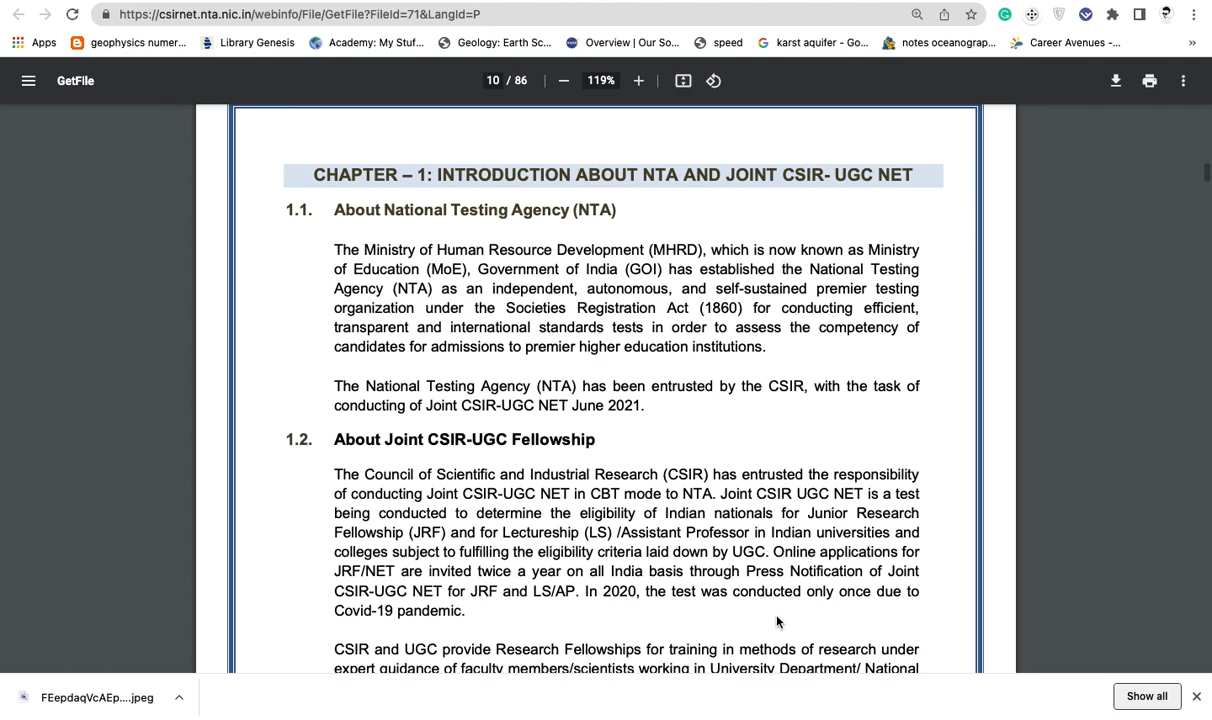 https://csirnet.nta.nic.in/webinfo/File/GetFile?FileId=71&LangId=P
Apps geophysics numer... Library Genesis Academy: My Stuf... Geology: Earth Sc... Overview | Our So... speed karst aquifer - Go... notes oceanograp... Career Avenues -... »
GetFile 10 / 86 119%
CHAPTER – 1: INTRODUCTION ABOUT NTA AND JOINT CSIR- UGC NET
1.1. About National Testing Agency (NTA)
The Ministry of Human Resource Development (MHRD), which is now known as Ministry
of Education (MoE), Government of India (GOI) has established the National Testing
Agency (NTA) as an independent, autonomous, and self-sustained premier testing
organization under the Societies Registration Act (1860) for conducting efficient,
transparent and international standards tests in order to assess the competency of
candidates for admissions to premier higher education institutions.
The National Testing Agency (NTA) has been entrusted by the CSIR, with the task of
conducting of Joint CSIR-UGC NET June 2021.
1.2. About Joint CSIR-UGC Fellowship
The Council of Scientific and Industrial Research (CSIR) has entrusted the responsibility
of conducting Joint CSIR-UGC NET in CBT mode to NTA. Joint CSIR UGC NET is a test
being conducted to determine the eligibility of Indian nationals for Junior Research
Fellowship (JRF) and for Lectureship (LS) /Assistant Professor in Indian universities and
colleges subject to fulfilling the eligibility criteria laid down by UGC. Online applications for
JRF/NET are invited twice a year on all India basis through Press Notification of Joint
CSIR-UGC NET for JRF and LS/AP. In 2020, the test was conducted only once due to
Covid-19 pandemic.
CSIR and UGC provide Research Fellowships for training in methods of research under
expert guidance of faculty members/scientists working in University Department/ National
FEepdaqVcAEp....jpeg Show all